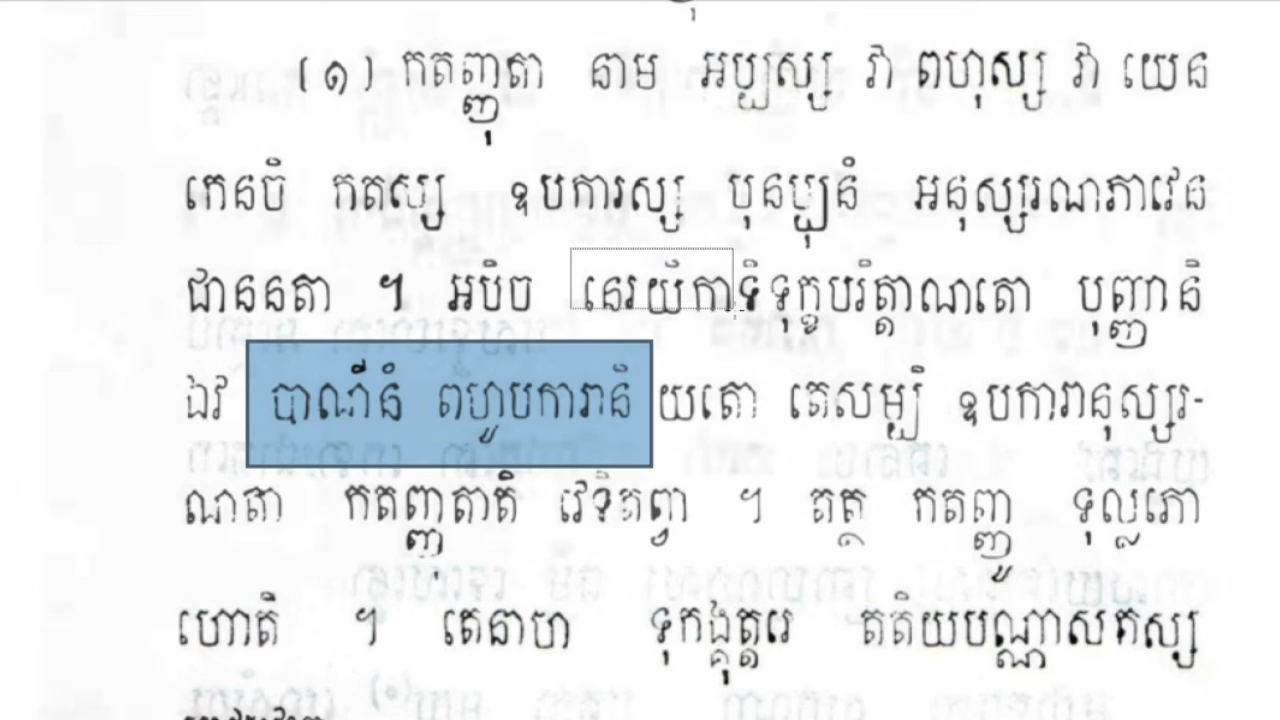 (១) កតញ្ញុតា នាម អប្បស្ស វា ពហុស្ស វា យេន
កេនចិ កតស្ស ឧបការស្ស បុនប្បុនំ អនុស្សរណភាវេន
ជាននតា ។ អបិច នេរយិកាទិទុក្ខបរិត្តាណតោ បុញ្ញានិ
ឯវ បាណីនំ ពហូបការានិ យតោ តេសម្បិ ឧបការានុស្សរ-
ណតា កតញ្ញុតាតិ វេទិតព្វា ។ តត្ថ កតញ្ញូ ទុល្លភោ
ហោតិ ។ តេនាហ ទុកង្គុត្តរេ តតិយបណ្ណាសកស្ស